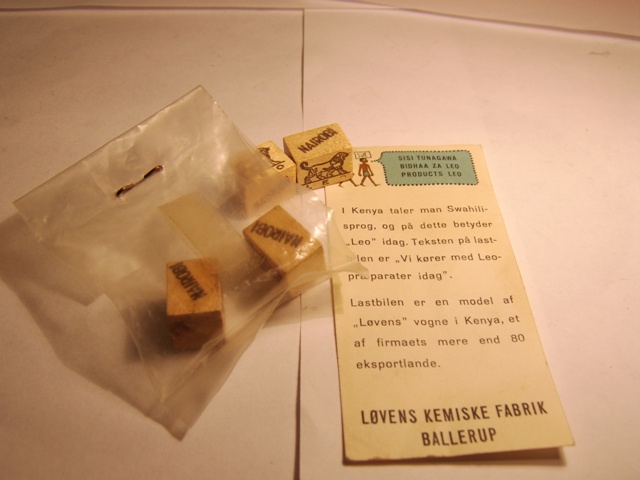 NAIROBI
SISI TUNAGAWA
BIDHAA ZA LEO
PRODUCTS LEO
NAIROBI
NAIROBI
I Kenya taler man Swahili-
sprog, og på dette betyder
„Leo" idag. Teksten på last-
bilen er „Vi kører med Leo-
præparater idag".
Lastbilen er en model af
„Løvens" vogne i Kenya, et
af firmaets mere end 80
eksportlande.
LØVENS KEMISKE FABRIK
BALLERUP